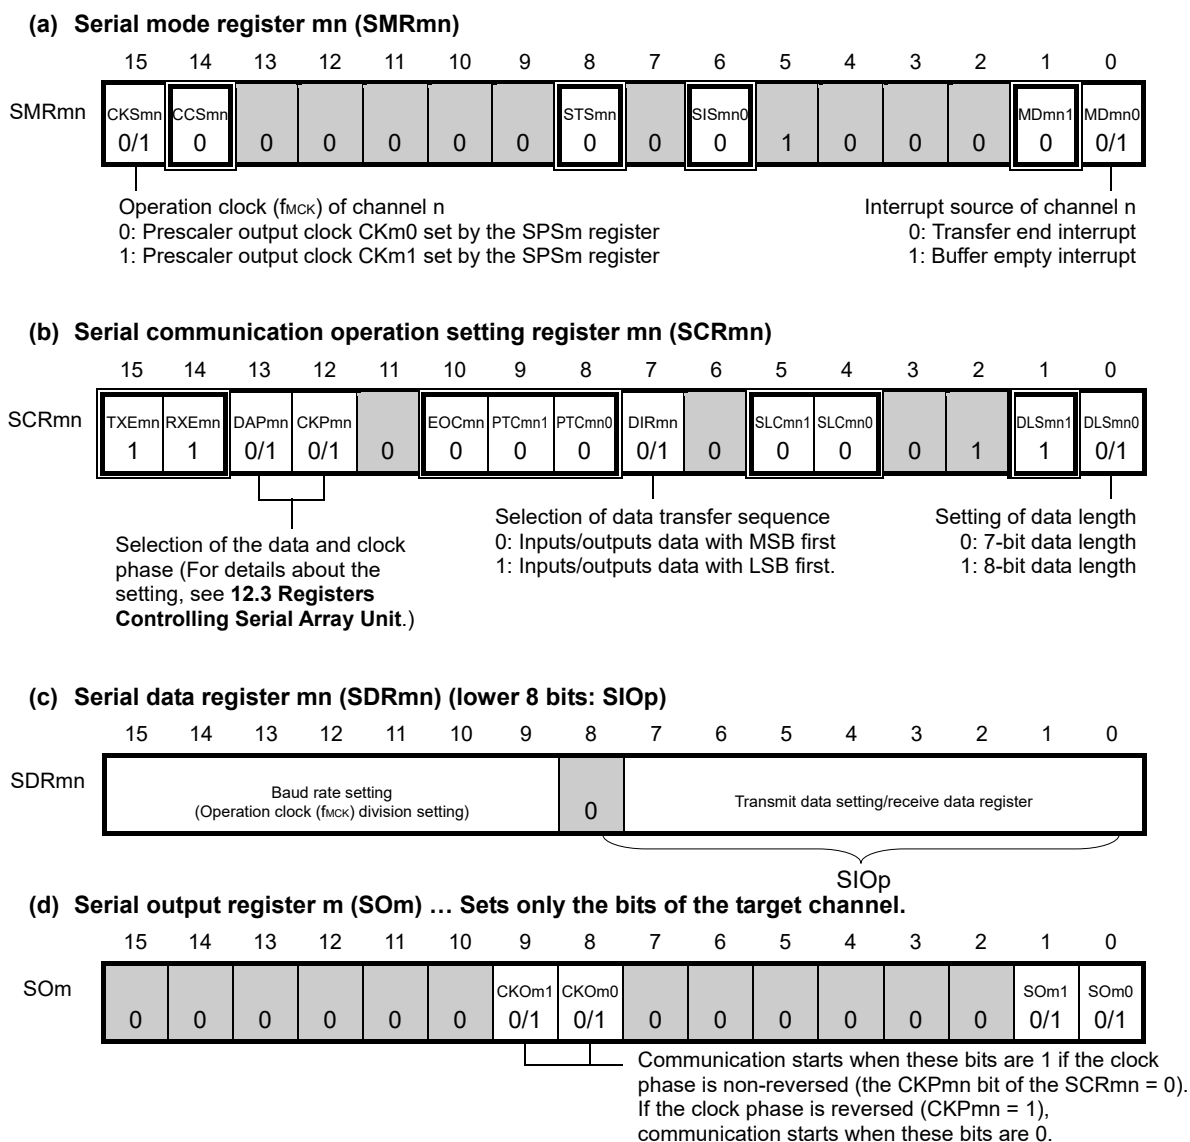 (a) Serial mode register mn (SMRmn)
15 14 13 12 11 10 9 8 7 6 5 4 3 2 1 0
SMRmn
CKSmn CCSmn STSmn SISmn0 MDmn1 MDmn0
0/1 0 0 0 0 0 0 0 0 0 1 0 0 0 0 0/1
Operation clock (fMCK) of channel n
0: Prescaler output clock CKm0 set by the SPSm register
1: Prescaler output clock CKm1 set by the SPSm register
Interrupt source of channel n
0: Transfer end interrupt
1: Buffer empty interrupt
(b) Serial communication operation setting register mn (SCRmn)
15 14 13 12 11 10 9 8 7 6 5 4 3 2 1 0
SCRmn
TXEmn RXEmn DAPmn CKPmn EOCmn PTCmn1 PTCmn0 DIRmn SLCmn1 SLCmn0 DLSmn1 DLSmn0
1 1 0/1 0/1 0 0 0 0 0/1 0 0 0 0 1 1 0/1
Selection of the data and clock
phase (For details about the
setting, see 12.3 Registers
Controlling Serial Array Unit.)
Selection of data transfer sequence
0: Inputs/outputs data with MSB first
1: Inputs/outputs data with LSB first.
Setting of data length
0: 7-bit data length
1: 8-bit data length
(c) Serial data register mn (SDRmn) (lower 8 bits: SIOp)
15 14 13 12 11 10 9 8 7 6 5 4 3 2 1 0
SDRmn
Baud rate setting
(Operation clock (fMCK) division setting)
0
Transmit data setting/receive data register
SIOp
(d) Serial output register m (SOm) … Sets only the bits of the target channel.
15 14 13 12 11 10 9 8 7 6 5 4 3 2 1 0
SOm
CKOm1 CKOm0 SOm1 SOm0
0 0 0 0 0 0 0/1 0/1 0 0 0 0 0 0 0/1 0/1
Communication starts when these bits are 1 if the clock
phase is non-reversed (the CKPmn bit of the SCRmn = 0).
If the clock phase is reversed (CKPmn = 1),
communication starts when these bits are 0.